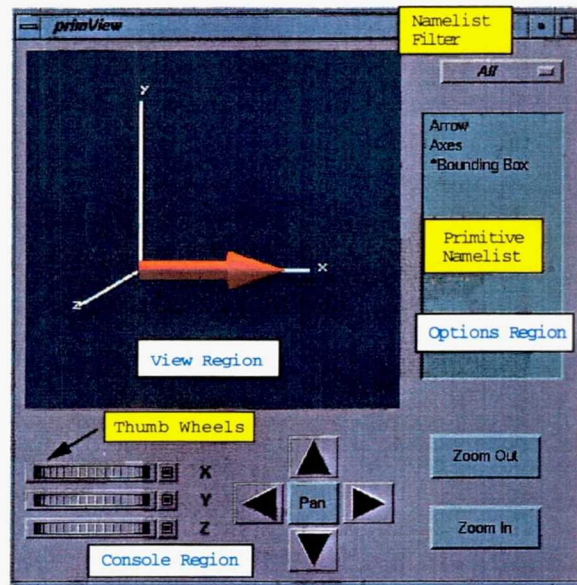 primView
Namelist
Filter
All
Y
X
Z
Arrow
Axes
*Bounding Box
Primitive
Namelist
Options Region
View Region
Thumb Wheels
X
Y
Z
Pan
Zoom Out
Zoom In
Console Region